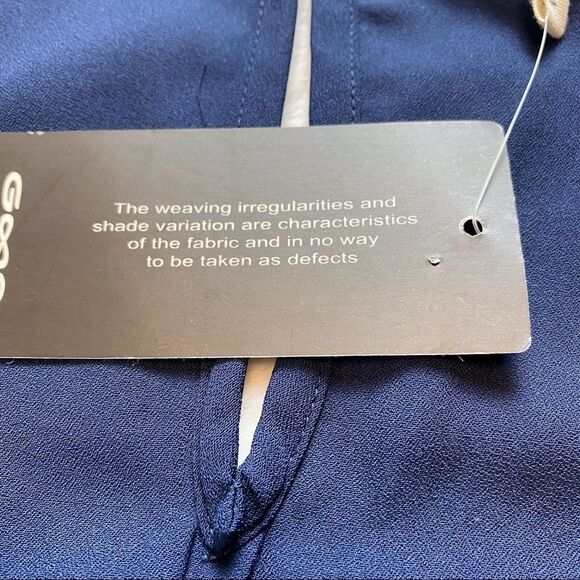 The weaving irregularities and
shade variation are characteristics
of the fabric and in no way
to be taken as defects